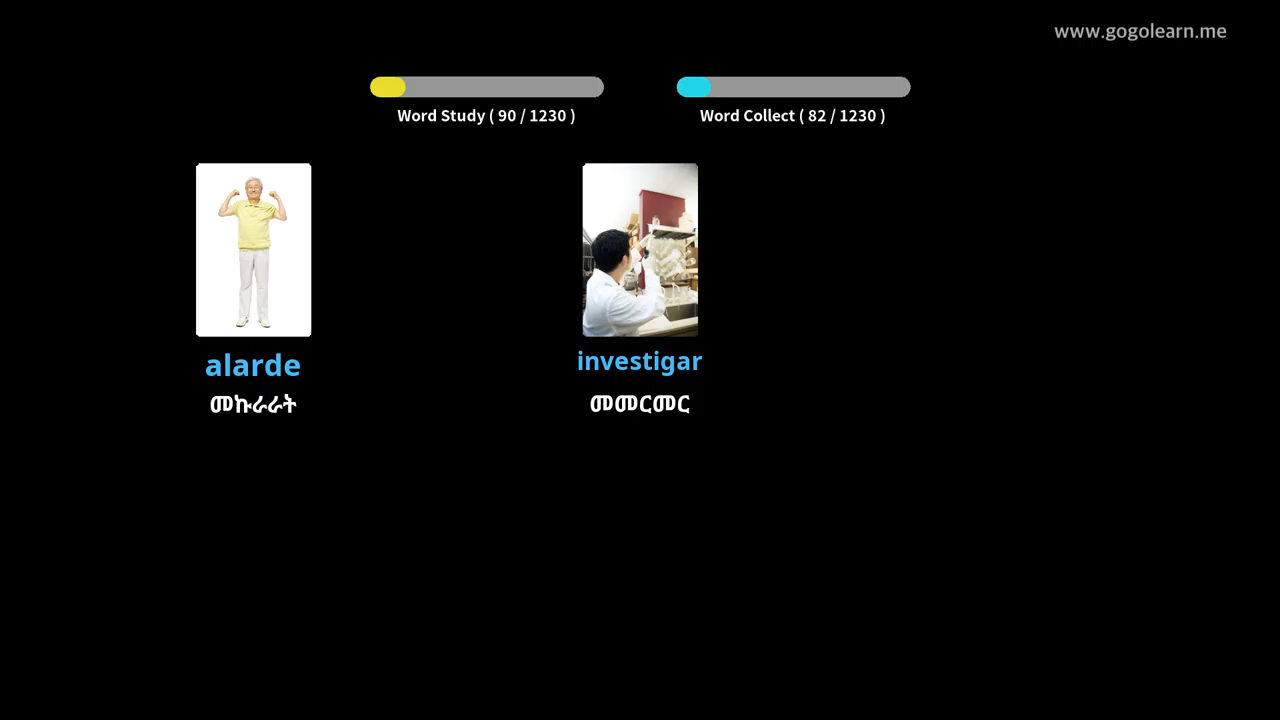 www.gogolearn.me
Word Study ( 90 / 1230 )
Word Collect ( 82 / 1230 )
alarde
investigar
መኩራራት
መመርመር